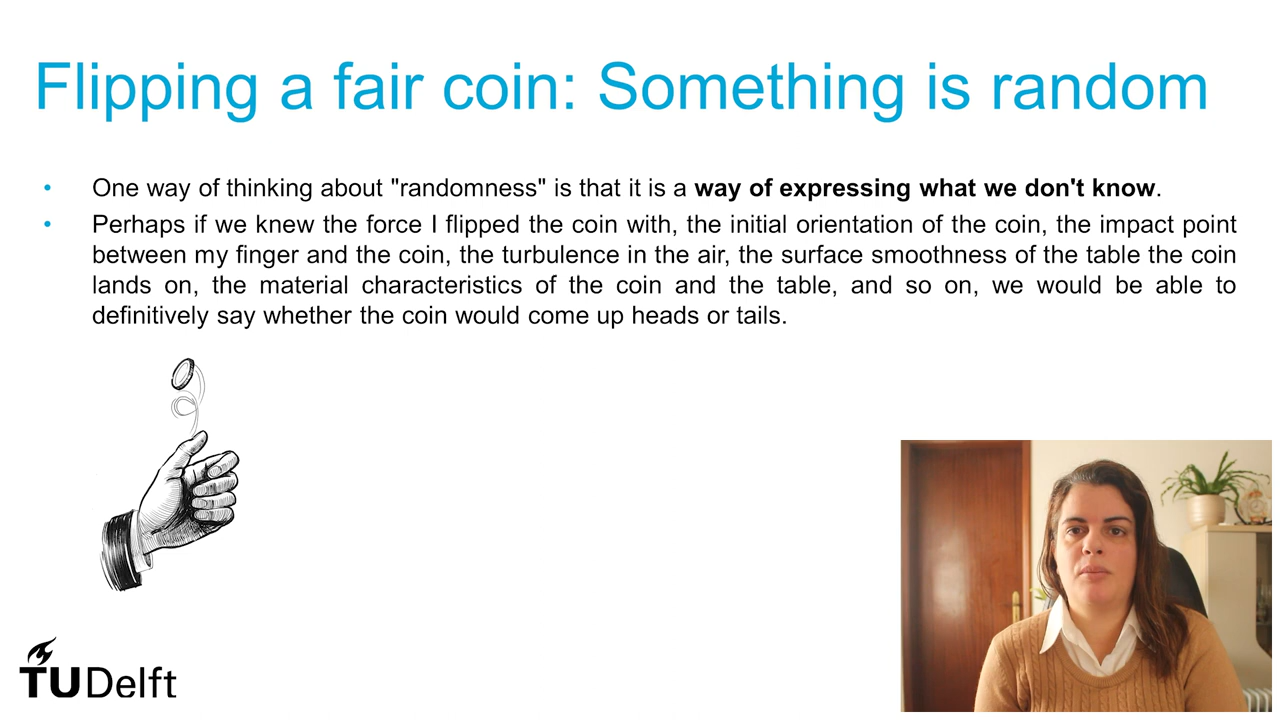 Flipping a fair coin: Something is random
• One way of thinking about "randomness" is that it is a way of expressing what we don't know.
• Perhaps if we knew the force I flipped the coin with, the initial orientation of the coin, the impact point
between my finger and the coin, the turbulence in the air, the surface smoothness of the table the coin
lands on, the material characteristics of the coin and the table, and so on, we would be able to
definitively say whether the coin would come up heads or tails.
TU Delft